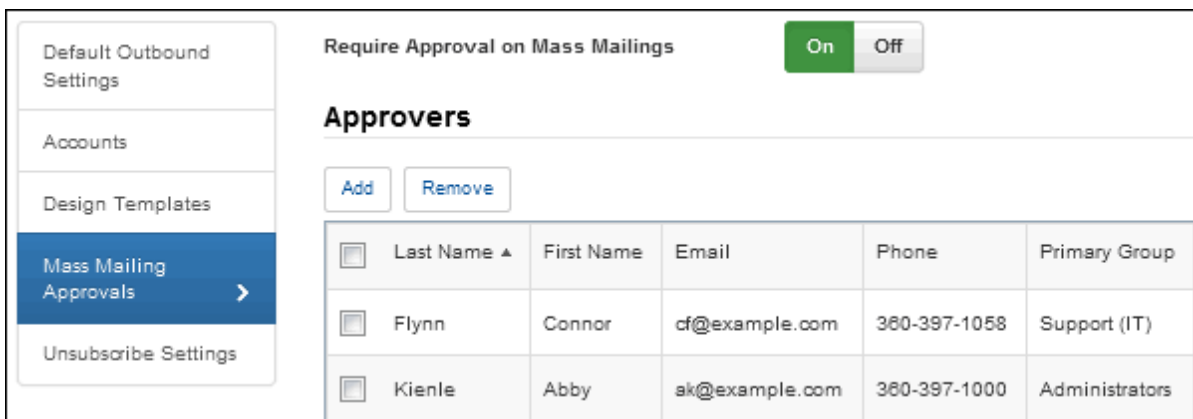 Default Outbound
Settings
Accounts
Design Templates
Mass Mailing
Approvals
Unsubscribe Settings
Require Approval on Mass Mailings On Off
Approvers
Add Remove
Last Name First Name Email Phone Primary Group
Flynn Connor cf@example.com 360-397-1058 Support (IT)
Kienle Abby ak@example.com 360-397-1000 Administrators